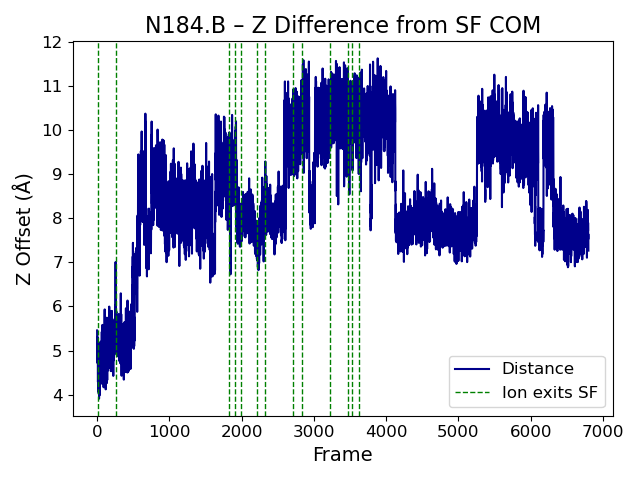 N184.B – Z Difference from SF COM
12
11
10
9
8
7
6
5
4
Z Offset (Å)
0 1000 2000 3000 4000 5000 6000 7000
Frame
Distance
Ion exits SF